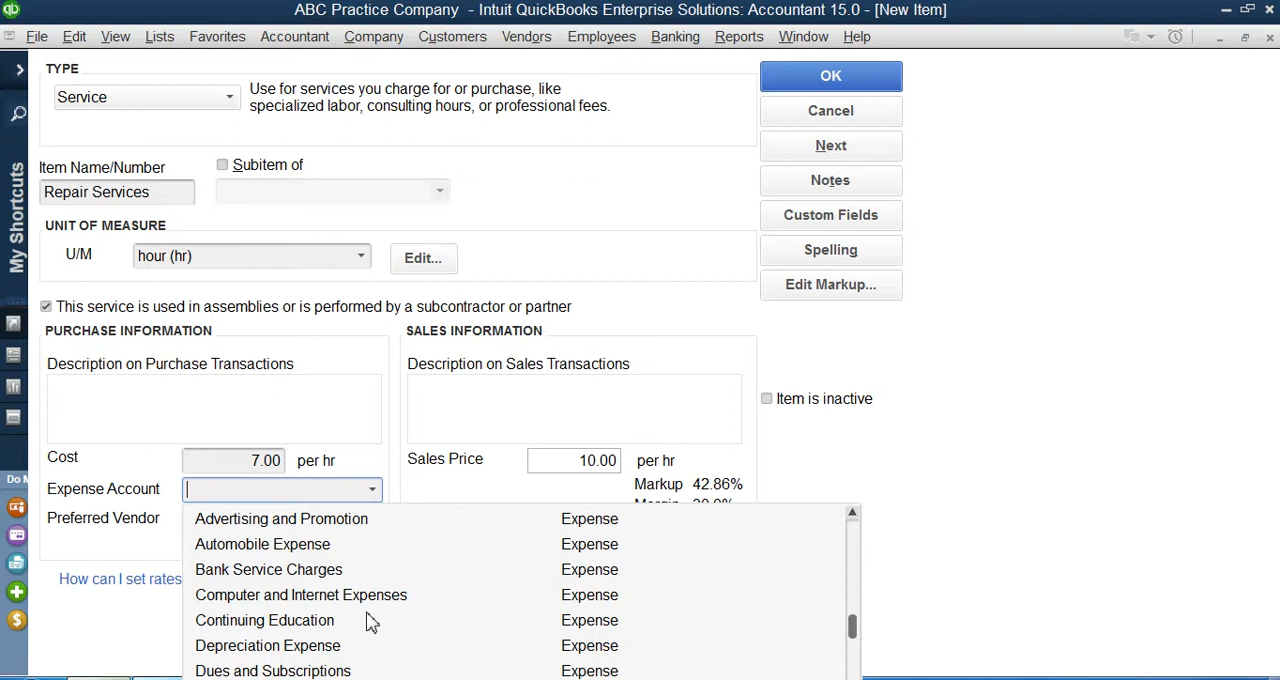 ABC Practice Company - Intuit QuickBooks Enterprise Solutions: Accountant 15.0 - [New Item]
File Edit View Lists Favorites Accountant Company Customers Vendors Employees Banking Reports Window Help
TYPE
Service
Use for services you charge for or purchase, like
specialized labor, consulting hours, or professional fees.
OK
Cancel
Next
Notes
Custom Fields
Spelling
Edit Markup...
My Shortcuts
Item Name/Number
Subitem of
Repair Services
UNIT OF MEASURE
U/M
hour (hr)
Edit...
This service is used in assemblies or is performed by a subcontractor or partner
PURCHASE INFORMATION
Description on Purchase Transactions
Cost
7.00
per hr
Expense Account
Preferred Vendor
How can I set rates
SALES INFORMATION
Description on Sales Transactions
Sales Price
10.00
per hr
Markup 42.86%
Item is inactive
Advertising and Promotion Expense
Automobile Expense Expense
Bank Service Charges Expense
Computer and Internet Expenses Expense
Continuing Education Expense
Depreciation Expense Expense
Dues and Subscriptions Expense